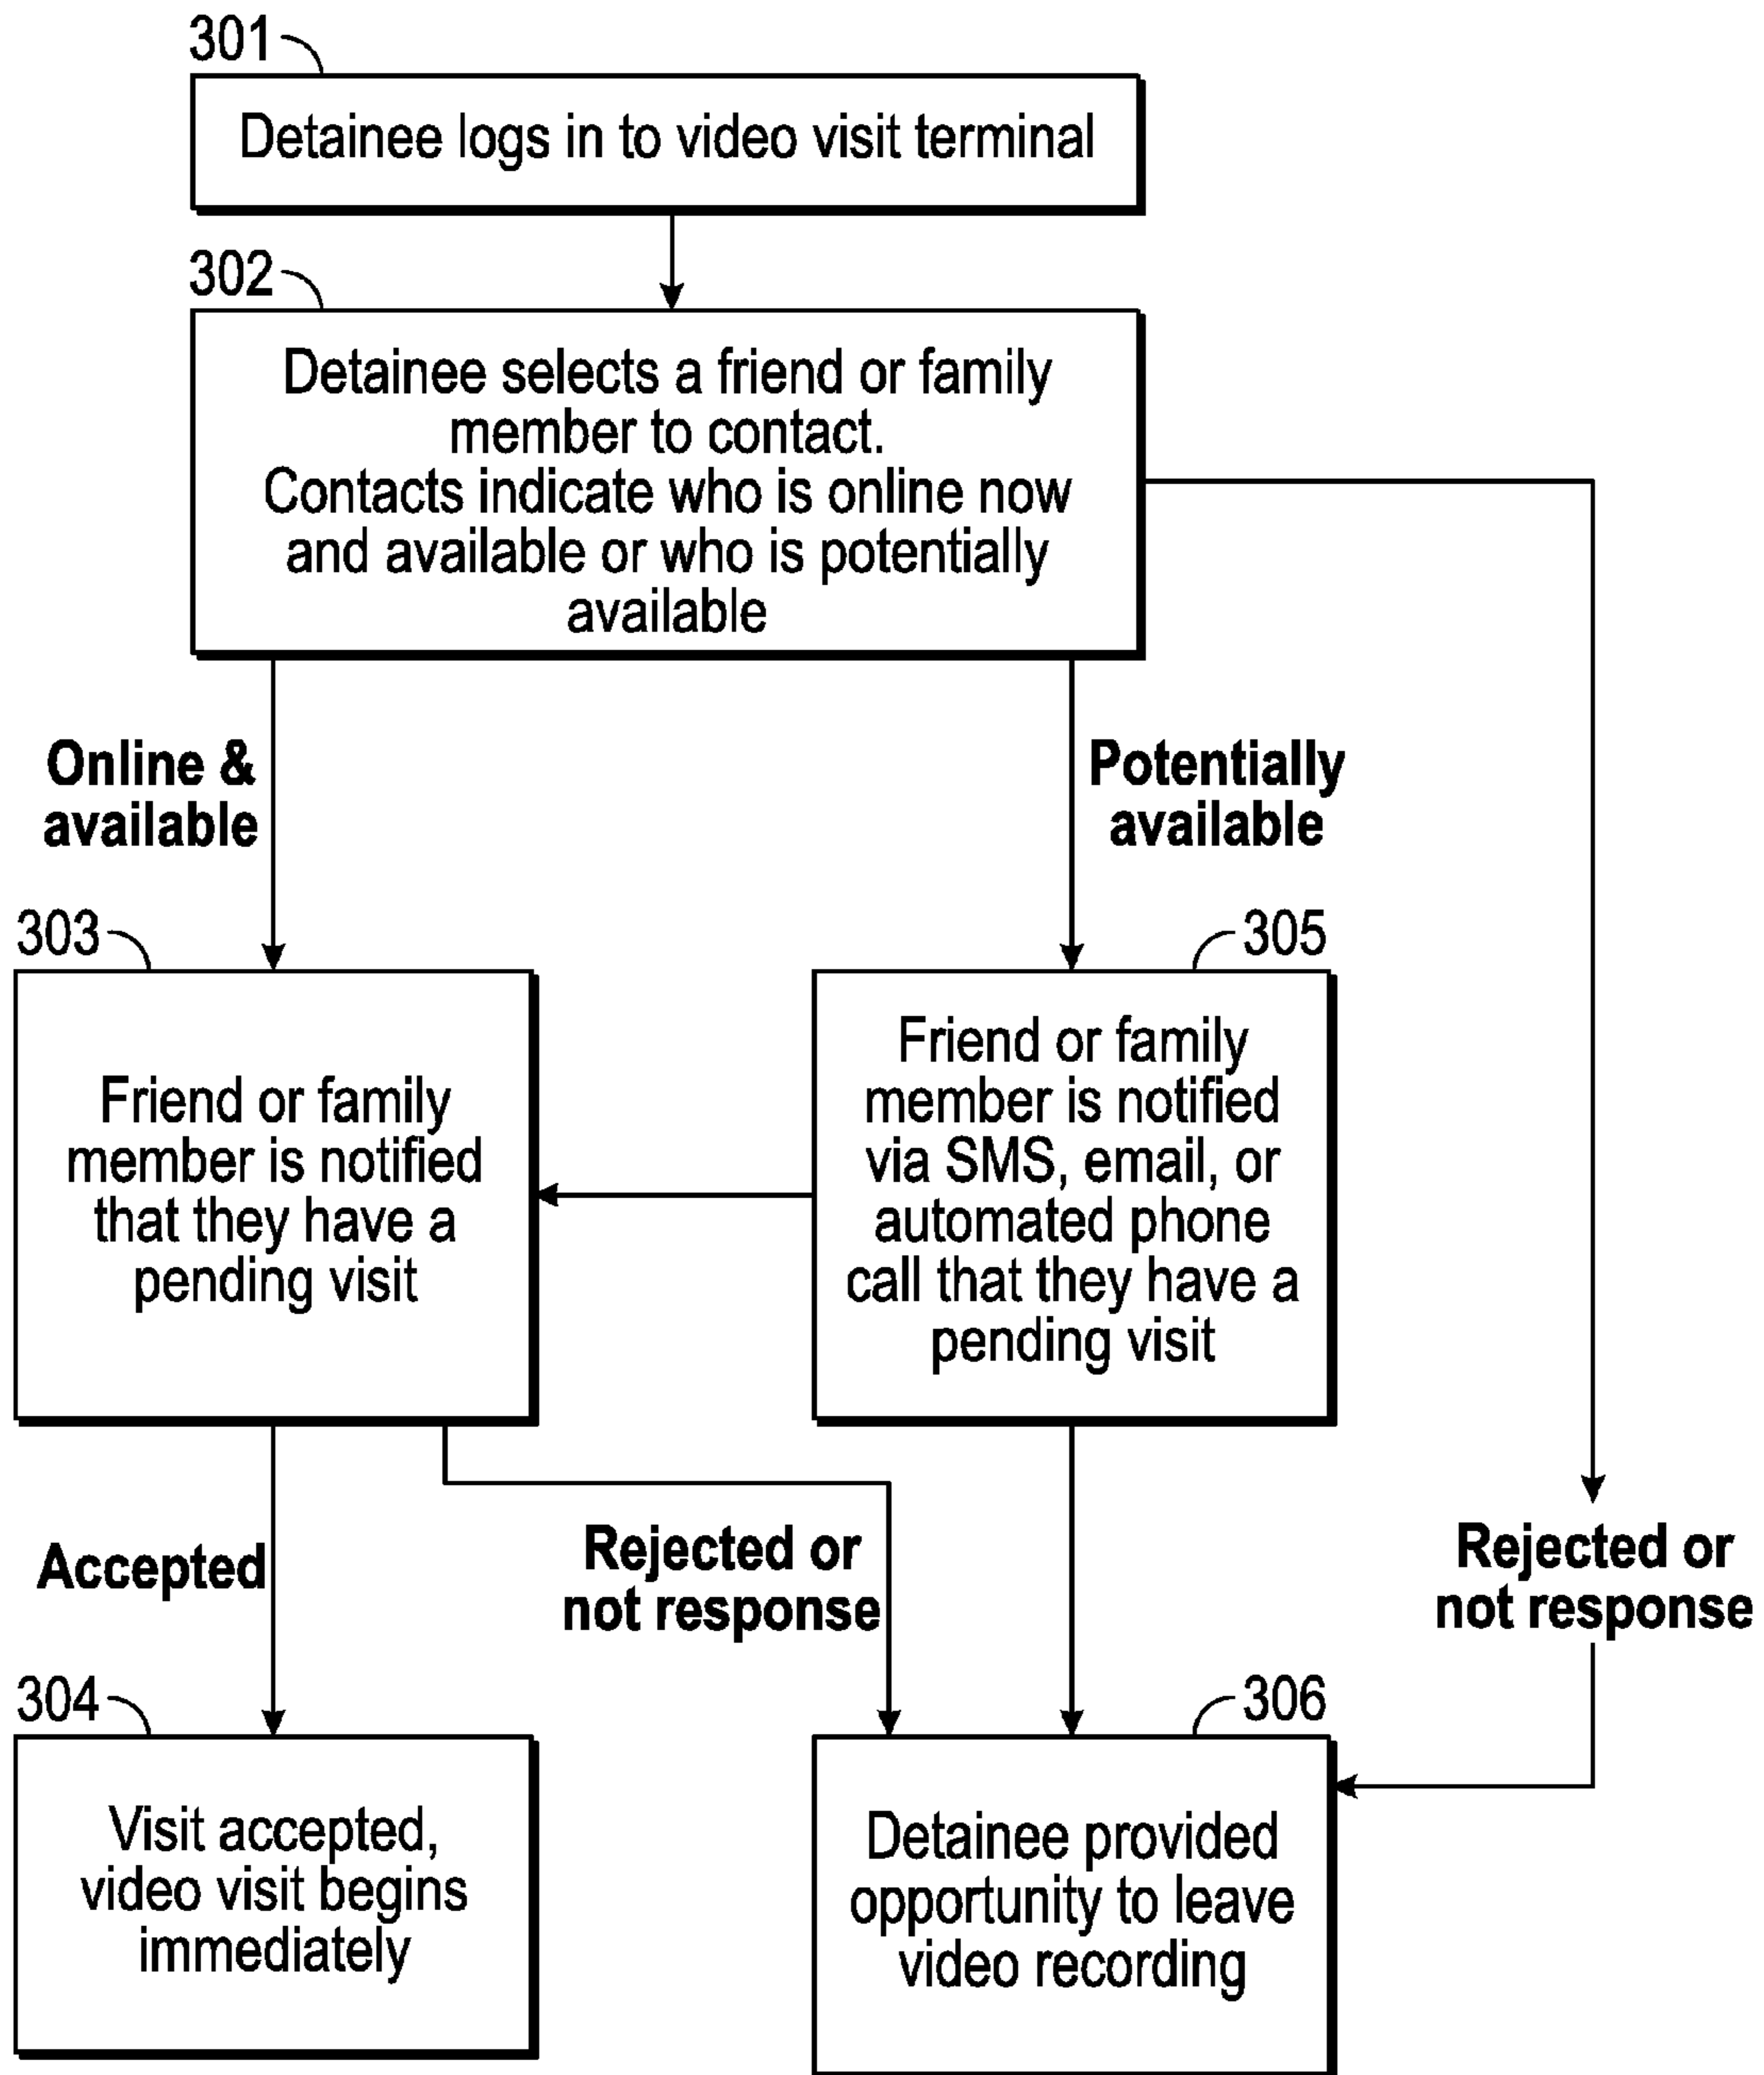 301
Detainee logs in to video visit terminal
302
Detainee selects a friend or family
member to contact.
Contacts indicate who is online now
and available or who is potentially
available
Online &
available
Potentially
available
303
Friend or family
member is notified
that they have a
pending visit
305
Friend or family
member is notified
via SMS, email, or
automated phone
call that they have a
pending visit
Accepted
Rejected or
not response
Rejected or
not response
304
Visit accepted,
video visit begins
immediately
306
Detainee provided
opportunity to leave
video recording